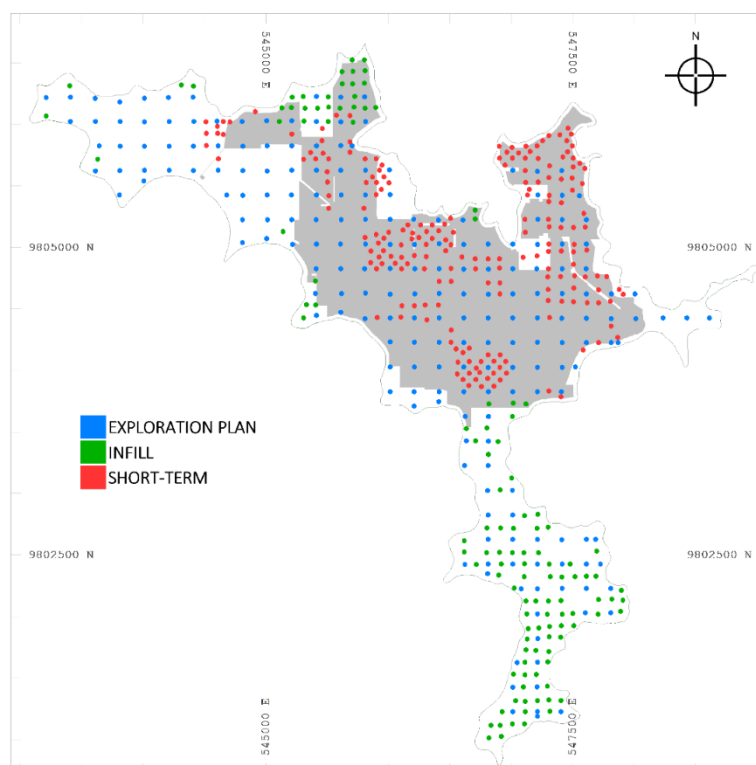 545000 E
547500 E
N
9805000 N
9805000 N
EXPLORATION PLAN
INFILL
SHORT-TERM
9802500 N
9802500 N
545000 E
547500 E